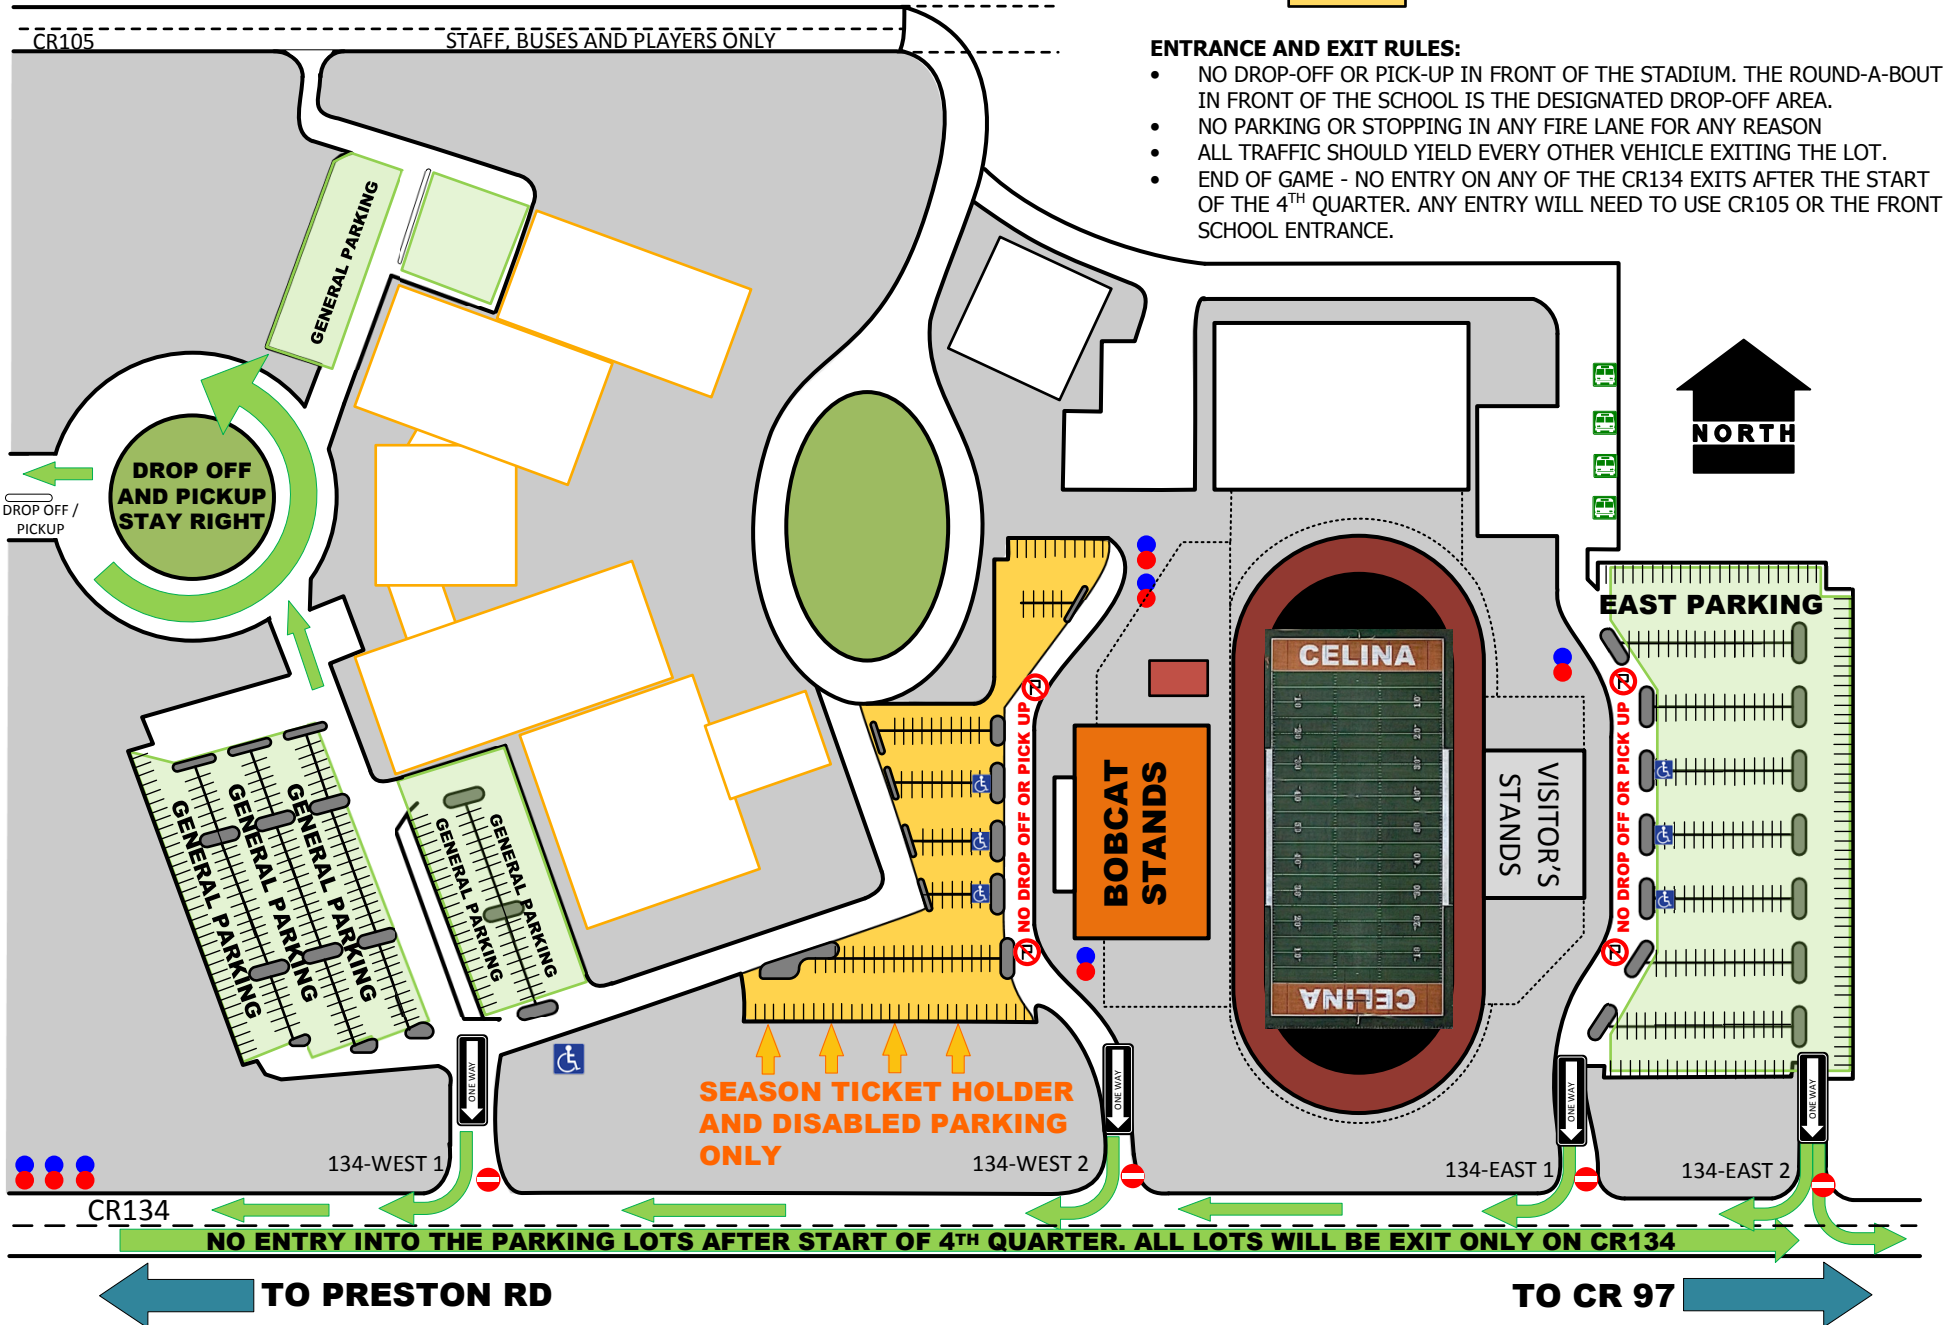 CR105
STAFF, BUSES AND PLAYERS ONLY
ENTRANCE AND EXIT RULES:
• NO DROP-OFF OR PICK-UP IN FRONT OF THE STADIUM. THE ROUND-A-BOUT
IN FRONT OF THE SCHOOL IS THE DESIGNATED DROP-OFF AREA.
• NO PARKING OR STOPPING IN ANY FIRE LANE FOR ANY REASON
• ALL TRAFFIC SHOULD YIELD EVERY OTHER VEHICLE EXITING THE LOT.
• END OF GAME - NO ENTRY ON ANY OF THE CR134 EXITS AFTER THE START
OF THE 4TH QUARTER. ANY ENTRY WILL NEED TO USE CR105 OR THE FRONT
SCHOOL ENTRANCE.
GENERAL PARKING
NORTH
DROP OFF
AND PICKUP
STAY RIGHT
DROP OFF /
PICKUP
EAST PARKING
CELINA
NO DROP OFF OR PICK UP
BOBCAT
STANDS
VISITOR'S
STANDS
NO DROP OFF OR PICK UP
GENERAL PARKING
GENERAL PARKING
GENERAL PARKING
GENERAL PARKING
GENERAL PARKING
CELINA
ONE WAY
ONE WAY
ONE WAY
ONE WAY
SEASON TICKET HOLDER
AND DISABLED PARKING
ONLY
134-WEST 1
134-WEST 2
134-EAST 1
134-EAST 2
CR134
NO ENTRY INTO THE PARKING LOTS AFTER START OF 4TH QUARTER. ALL LOTS WILL BE EXIT ONLY ON CR134
TO PRESTON RD
TO CR 97